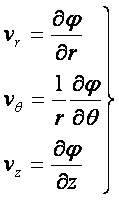 v_r = ∂φ/∂r
v_θ = 1/r ∂φ/∂θ
v_z = ∂φ/∂z
}